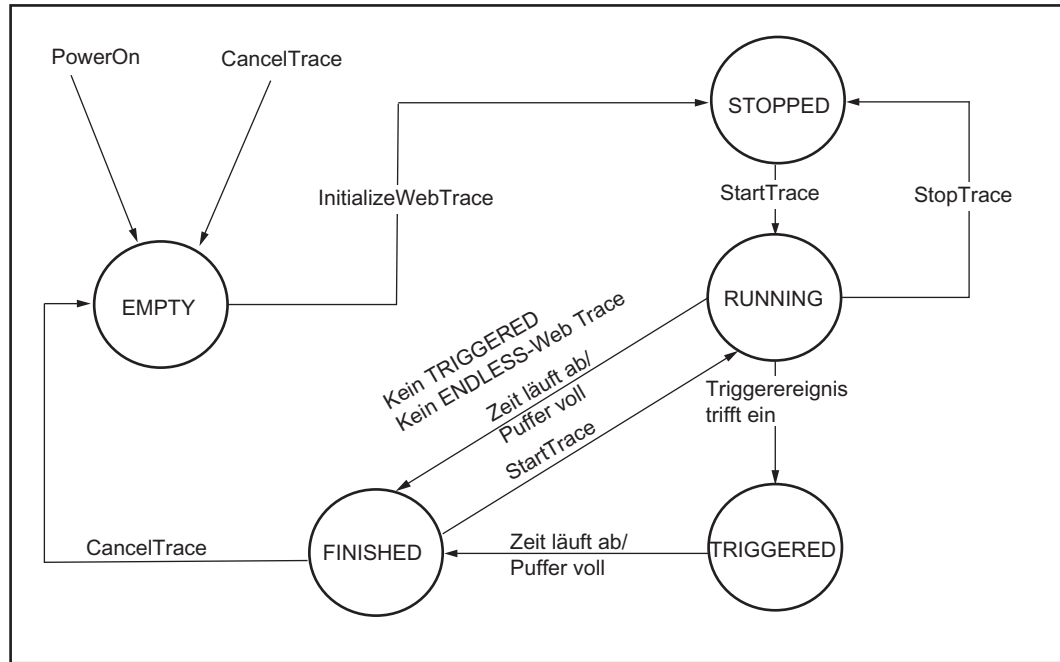 PowerOn
CancelTrace
STOPPED
InitializeWebTrace
StartTrace
StopTrace
EMPTY
RUNNING
Kein TRIGGERED
Kein ENDLESS-Web Trace
Zeit läuft ab/
Puffer voll
StartTrace
Triggerereignis
trifft ein
CancelTrace
FINISHED
Zeit läuft ab/
Puffer voll
TRIGGERED